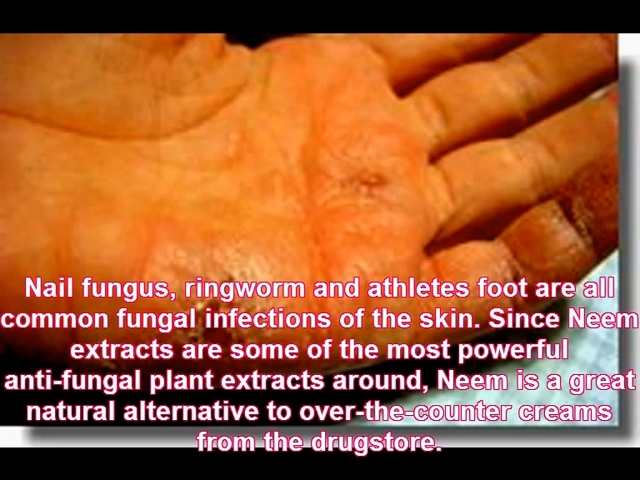 Nail fungus, ringworm and athletes foot are all
common fungal infections of the skin. Since Neem
extracts are some of the most powerful
anti-fungal plant extracts around, Neem is a great
natural alternative to over-the-counter creams
from the drugstore.